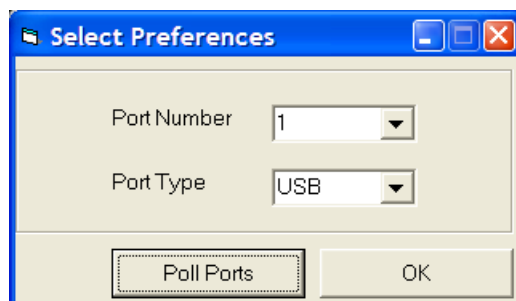 Select Preferences
Port Number 1
Port Type USB
Poll Ports OK